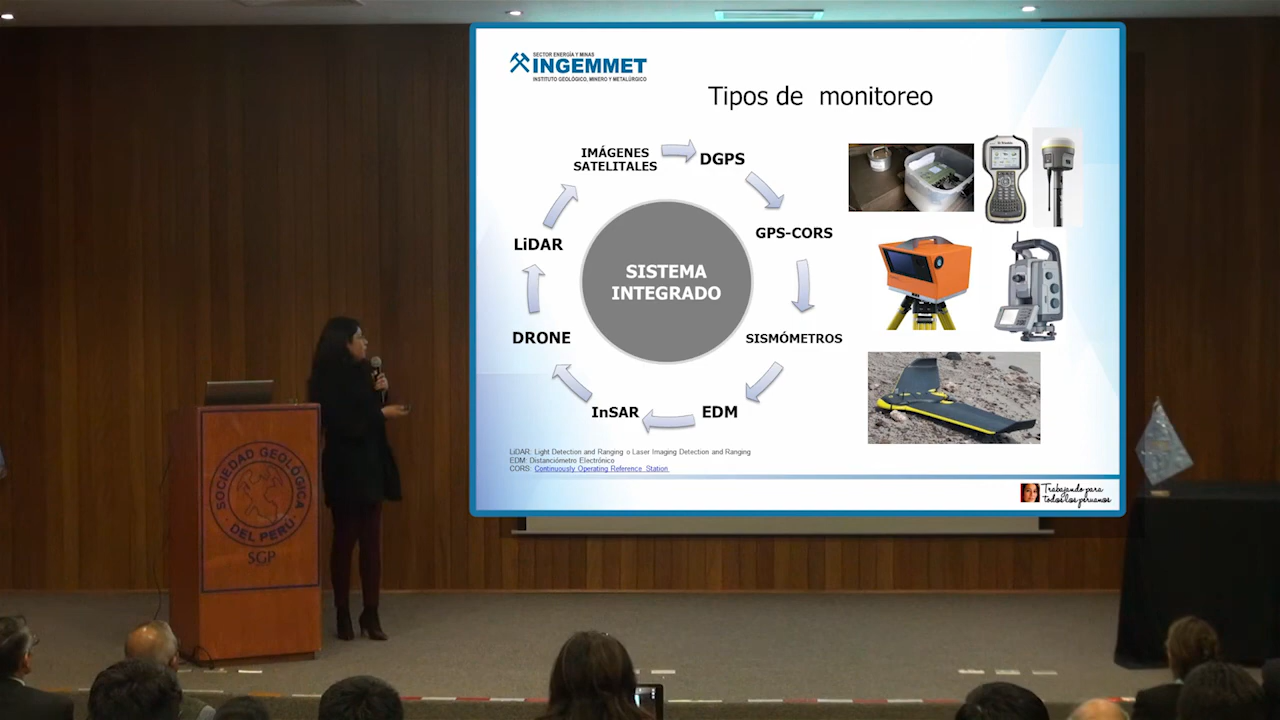 SECTOR ENERGÍA Y MINAS
INGEMMET
INSTITUTO GEOLÓGICO, MINERO Y METALÚRGICO
Tipos de monitoreo
IMÁGENES
SATELITALES
DGPS
GPS-CORS
SISMÓMETROS
EDM
InSAR
DRONE
LiDAR
SISTEMA
INTEGRADO
LiDAR: Light Detection and Ranging o Laser Imaging Detection and Ranging
EDM: Distanciómetro Electrónico
CORS: Continuously Operating Reference Station
Trabajando para
todos los peruanos
SOCIEDAD GEOLÓGICA
DEL PERÚ
SGP